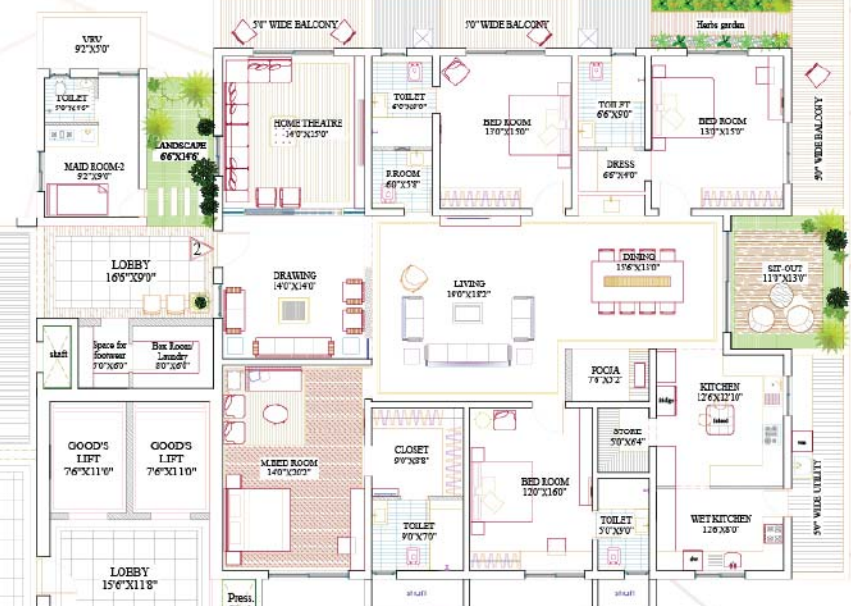 5'0" WIDE BALCONY
5'0" WIDE BALCONY
Herbs garden
URU
9'2"X5'0"
TOILET
HOME THEATRE
14'0"X15'0"
TOILET
6'0"X8'0"
BED ROOM
13'0"X15'0"
TOILET
6'6"X9'0"
BED ROOM
13'0"X15'0"
WIDE BALCONY
LANDSCAPE
6'6"X14'6"
MAID ROOM-2
9'2"X9'0"
P.ROOM
6'0"X5'8"
DRESS
6'6"X4'0"
LOBBY
16'6"X9'0"
2
DRAWING
14'0"X14'0"
LIVING
19'0"X18'2"
DINING
15'6"X13'0"
SIT-OUT
11'3"X13'0"
shaft
Space for
footwear
5'0"X6'0"
Box Room/
Laundry
8'0"X6'0"
POOJA
7'6"X5'2"
KITCHEN
12'6"X12'10"
fridge
island
GOOD'S
LIFT
7'6"X11'0"
GOOD'S
LIFT
7'6"X11'0"
M.BED ROOM
14'0"X20'2"
CLOSET
9'0"X8'8"
STORE
5'0"X6'4"
BED ROOM
12'0"X16'0"
WIDE UTILITY
TOILET
9'0"X7'0"
TOILET
5'0"X9'0"
WET KITCHEN
12'6"X8'0"
LOBBY
15'6"X11'8"
Press.
shaft
shaft